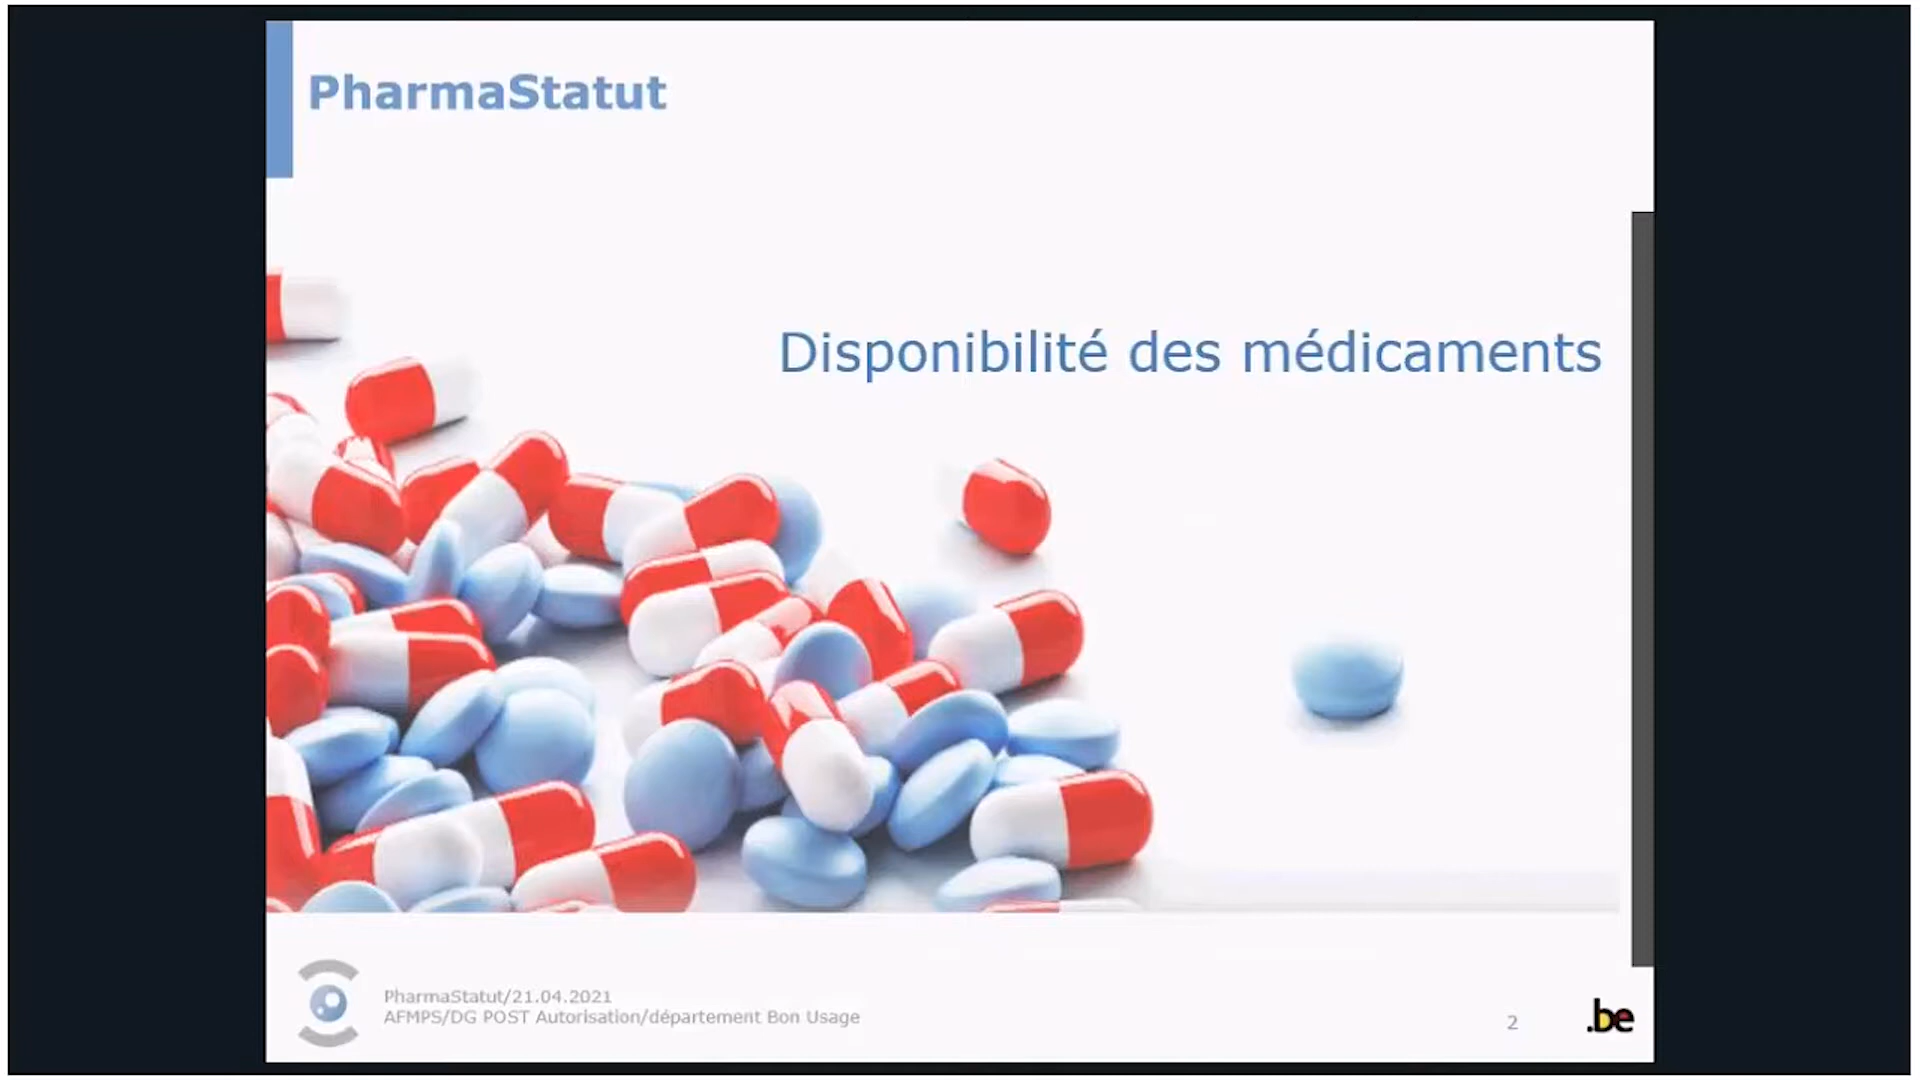 PharmaStatut
Disponibilité des médicaments
PharmaStatut/21.04.2021
AFMPS/DG POST Autorisation/département Bon Usage
2
.be